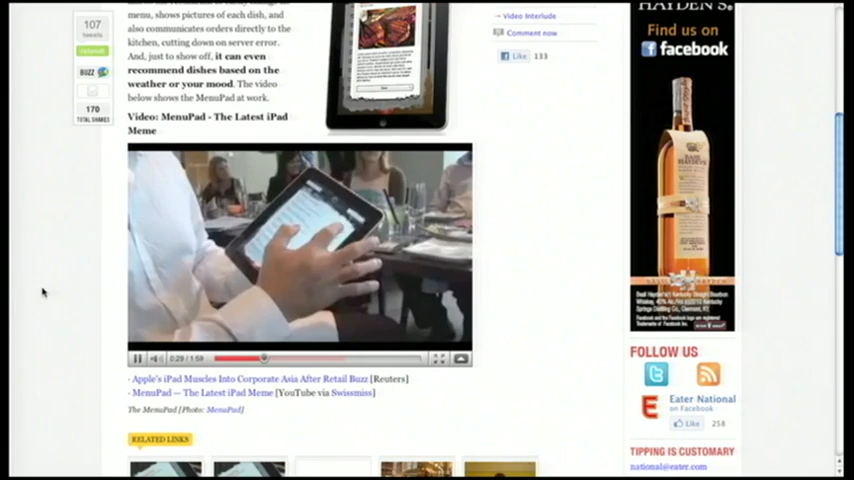 menu, shows pictures of each dish, and
also communicates orders directly to the
kitchen, cutting down on server error.
And, just to show off, it can even
recommend dishes based on the
weather or your mood. The video
below shows the MenuPad at work.
Video: MenuPad - The Latest iPad
Meme
107
tweets
retweet
BUZZ
170
TOTAL SHARES
Video Interlude
Comment now
Like 133
0:29 / 1:59
· Apple's iPad Muscles Into Corporate Asia After Retail Buzz [Reuters]
· MenuPad — The Latest iPad Meme [YouTube via Swissmiss]
The MenuPad [Photo: MenuPad]
RELATED LINKS
HAYDEN'S®
Find us on
facebook
BASIL HAYDEN'S
FOLLOW US
Eater National
on Facebook
Like 258
TIPPING IS CUSTOMARY
national@eater.com